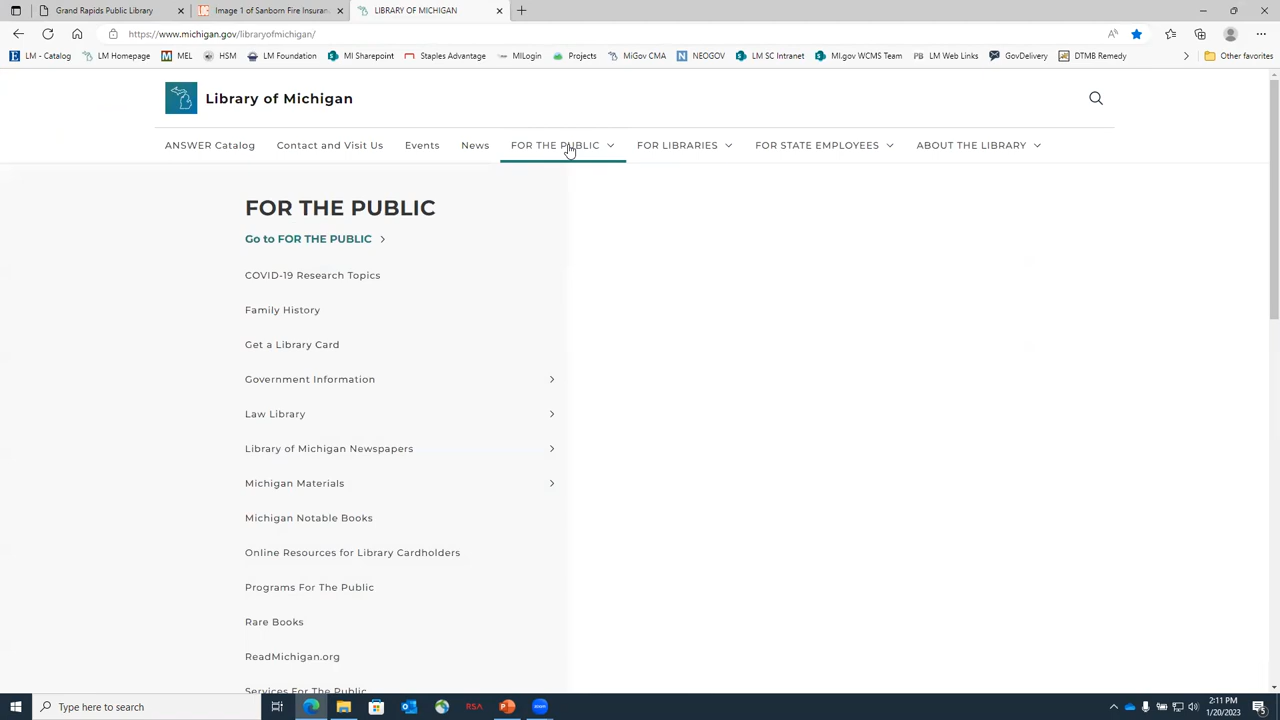 Grand Rapids Public Library
Image 1 of Sanborn Fire Insuran
LIBRARY OF MICHIGAN
https://www.michigan.gov/libraryofmichigan/
LM - Catalog
LM Homepage
MEL
HSM
LM Foundation
MI Sharepoint
Staples Advantage
MILogin
Projects
MiGov CMA
NEOGOV
LM SC Intranet
MI.gov WCMS Team
LM Web Links
GovDelivery
DTMB Remedy
Other favorites
Library of Michigan
ANSWER Catalog
Contact and Visit Us
Events
News
FOR THE PUBLIC
FOR LIBRARIES
FOR STATE EMPLOYEES
ABOUT THE LIBRARY
FOR THE PUBLIC
Go to FOR THE PUBLIC
COVID-19 Research Topics
Family History
Get a Library Card
Government Information
Law Library
Library of Michigan Newspapers
Michigan Materials
Michigan Notable Books
Online Resources for Library Cardholders
Programs For The Public
Rare Books
ReadMichigan.org
Services For The Public
Type here to search
RSA
zoom
2:11 PM
1/20/2023